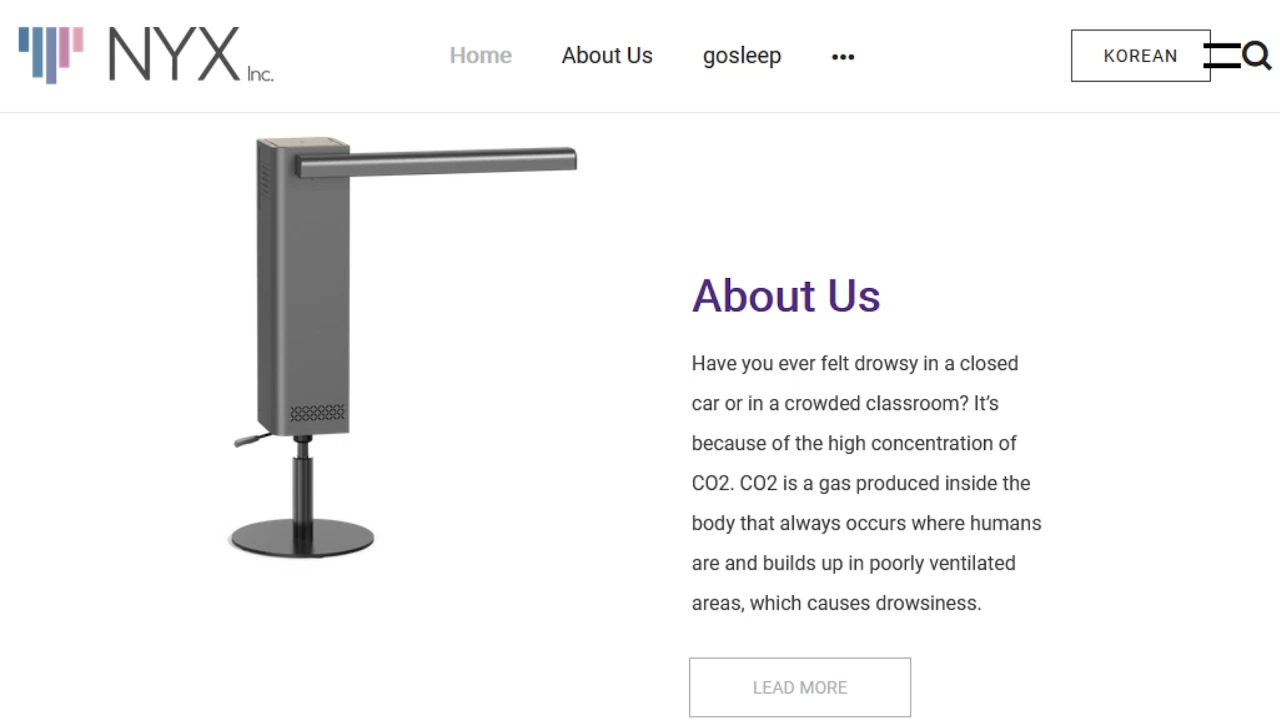 NYX Inc.
Home About Us gosleep ••• KOREAN
About Us
Have you ever felt drowsy in a closed
car or in a crowded classroom? It’s
because of the high concentration of
CO2. CO2 is a gas produced inside the
body that always occurs where humans
are and builds up in poorly ventilated
areas, which causes drowsiness.
LEAD MORE